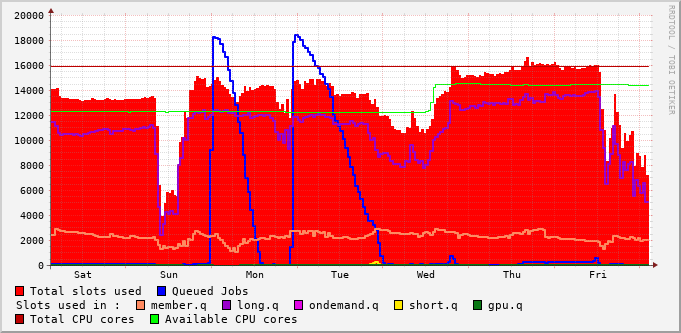 20000
18000
16000
14000
12000
10000
8000
6000
4000
2000
0
Sat Sun Mon Tue Wed Thu Fri
RRDTOOL / TOBI OETIKER
Total slots used Queued Jobs
Slots used in : member.q long.q ondemand.q short.q gpu.q
Total CPU cores Available CPU cores